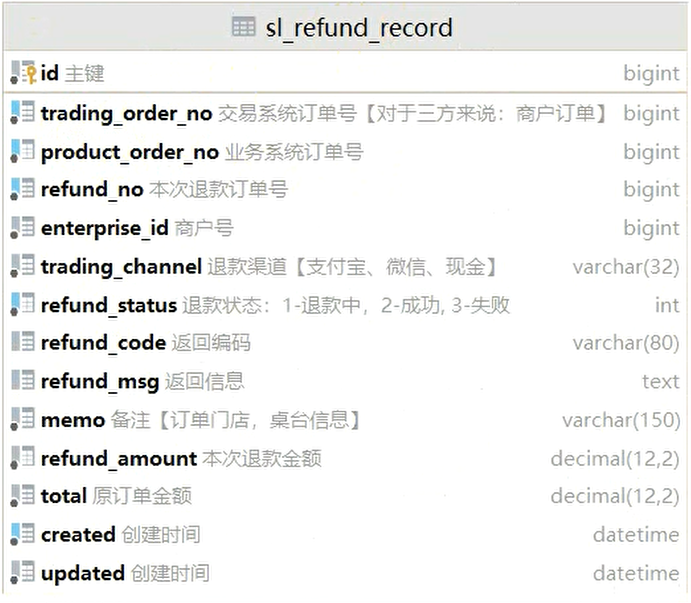 sl_refund_record
id 主键 bigint
trading_order_no 交易系统订单号【对于三方来说：商户订单】 bigint
product_order_no 业务系统订单号 bigint
refund_no 本次退款订单号 bigint
enterprise_id 商户号 bigint
trading_channel 退款渠道【支付宝、微信、现金】 varchar(32)
refund_status 退款状态：1-退款中，2-成功, 3-失败 int
refund_code 返回编码 varchar(80)
refund_msg 返回信息 text
memo 备注【订单门店，桌台信息】 varchar(150)
refund_amount 本次退款金额 decimal(12,2)
total 原订单金额 decimal(12,2)
created 创建时间 datetime
updated 创建时间 datetime